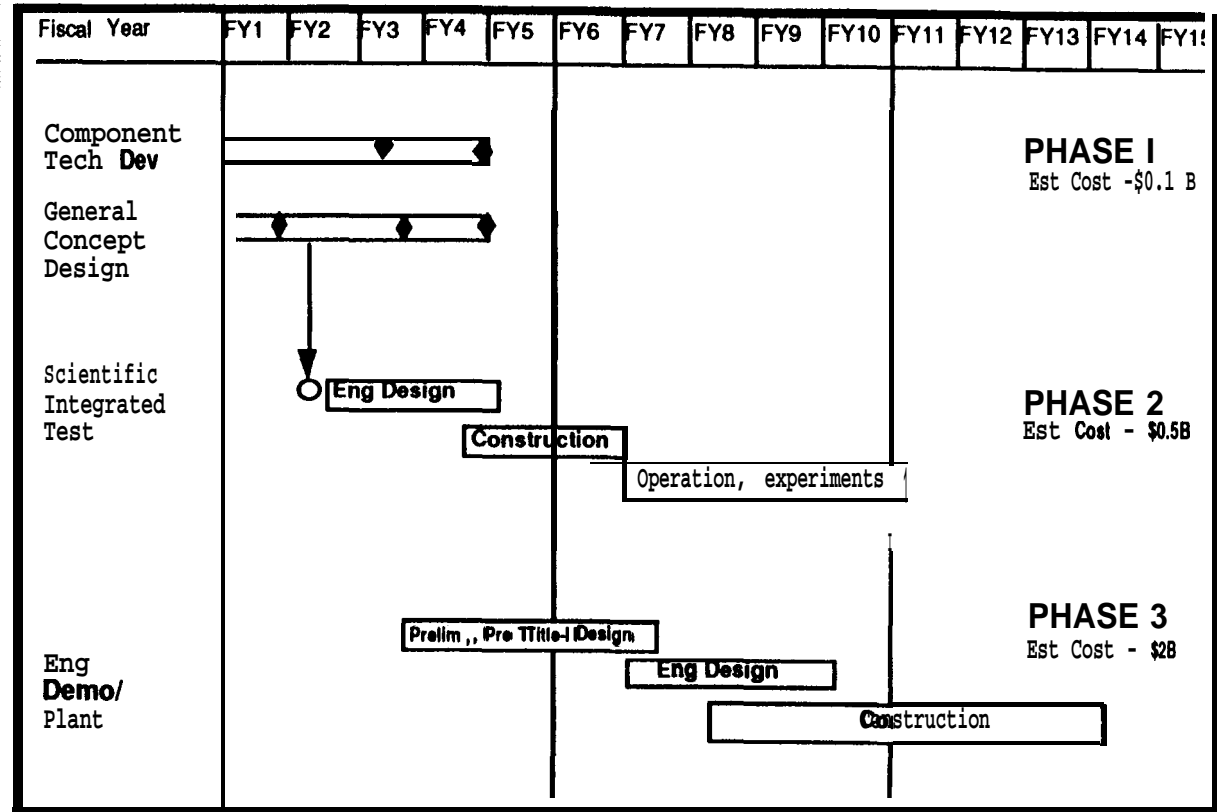 Fiscal Year FY1 FY2 FY3 FY4 FY5 FY6 FY7 FY8 FY9 FY10 FY11 FY12 FY13 FY14 FY15
Component
Tech Dev
PHASE I
Est Cost -$0.1 B
General
Concept
Design
Scientific
Integrated
Test
Eng Design
Construction
Operation, experiments
PHASE 2
Est Cost - $0.5B
Prelim ,, Pre Title-I Design
Eng Design
Construction
Eng
Demo/
Plant
PHASE 3
Est Cost - $2B